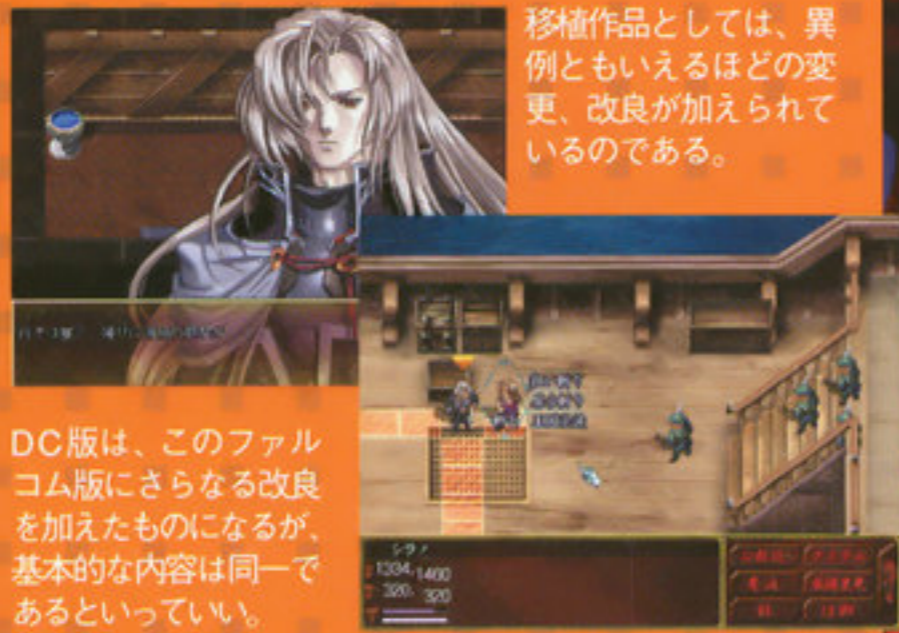 移植作品としては、異
例ともいえるほどの変
更、改良が加えられて
いるのである。
DC版は、このファル
コム版にさらなる改良
を加えたものになるが、
基本的な内容は同一で
あるといっていい。
シラノ
1334 1460
320 320